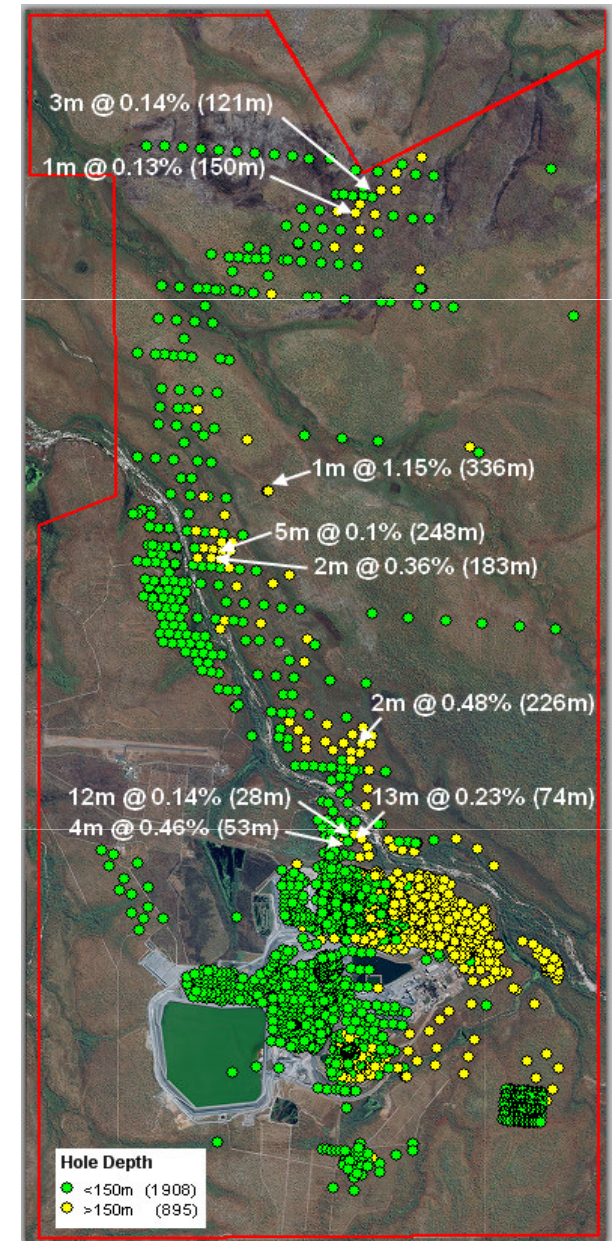 3m @ 0.14% (121m)
1m @ 0.13% (150m)
1m @ 1.15% (336m)
5m @ 0.1% (248m)
2m @ 0.36% (183m)
2m @ 0.48% (226m)
12m @ 0.14% (28m)
13m @ 0.23% (74m)
4m @ 0.46% (53m)
Hole Depth
<150m (1908)
>150m (895)